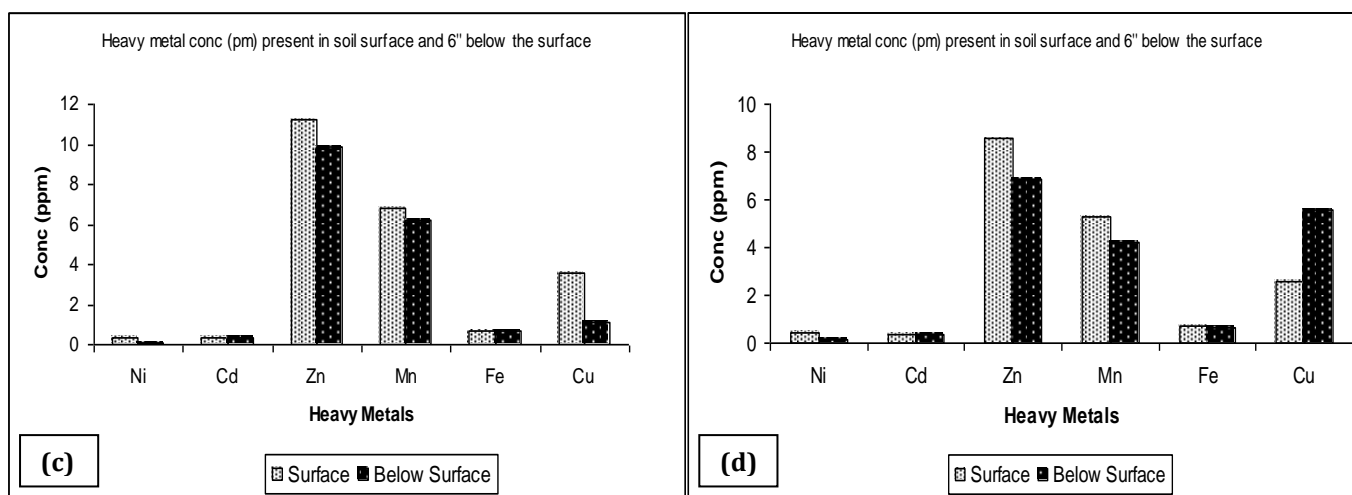 Heavy metal conc (pm) present in soil surface and 6" below the surface
12
10
8
6
4
2
0
Conc (ppm)
Ni Cd Zn Mn Fe Cu
Heavy Metals
(c)
Surface Below Surface
Heavy metal conc (pm) present in soil surface and 6" below the surface
10
8
6
4
2
0
Conc (ppm)
Ni Cd Zn Mn Fe Cu
Heavy Metals
(d)
Surface Below Surface